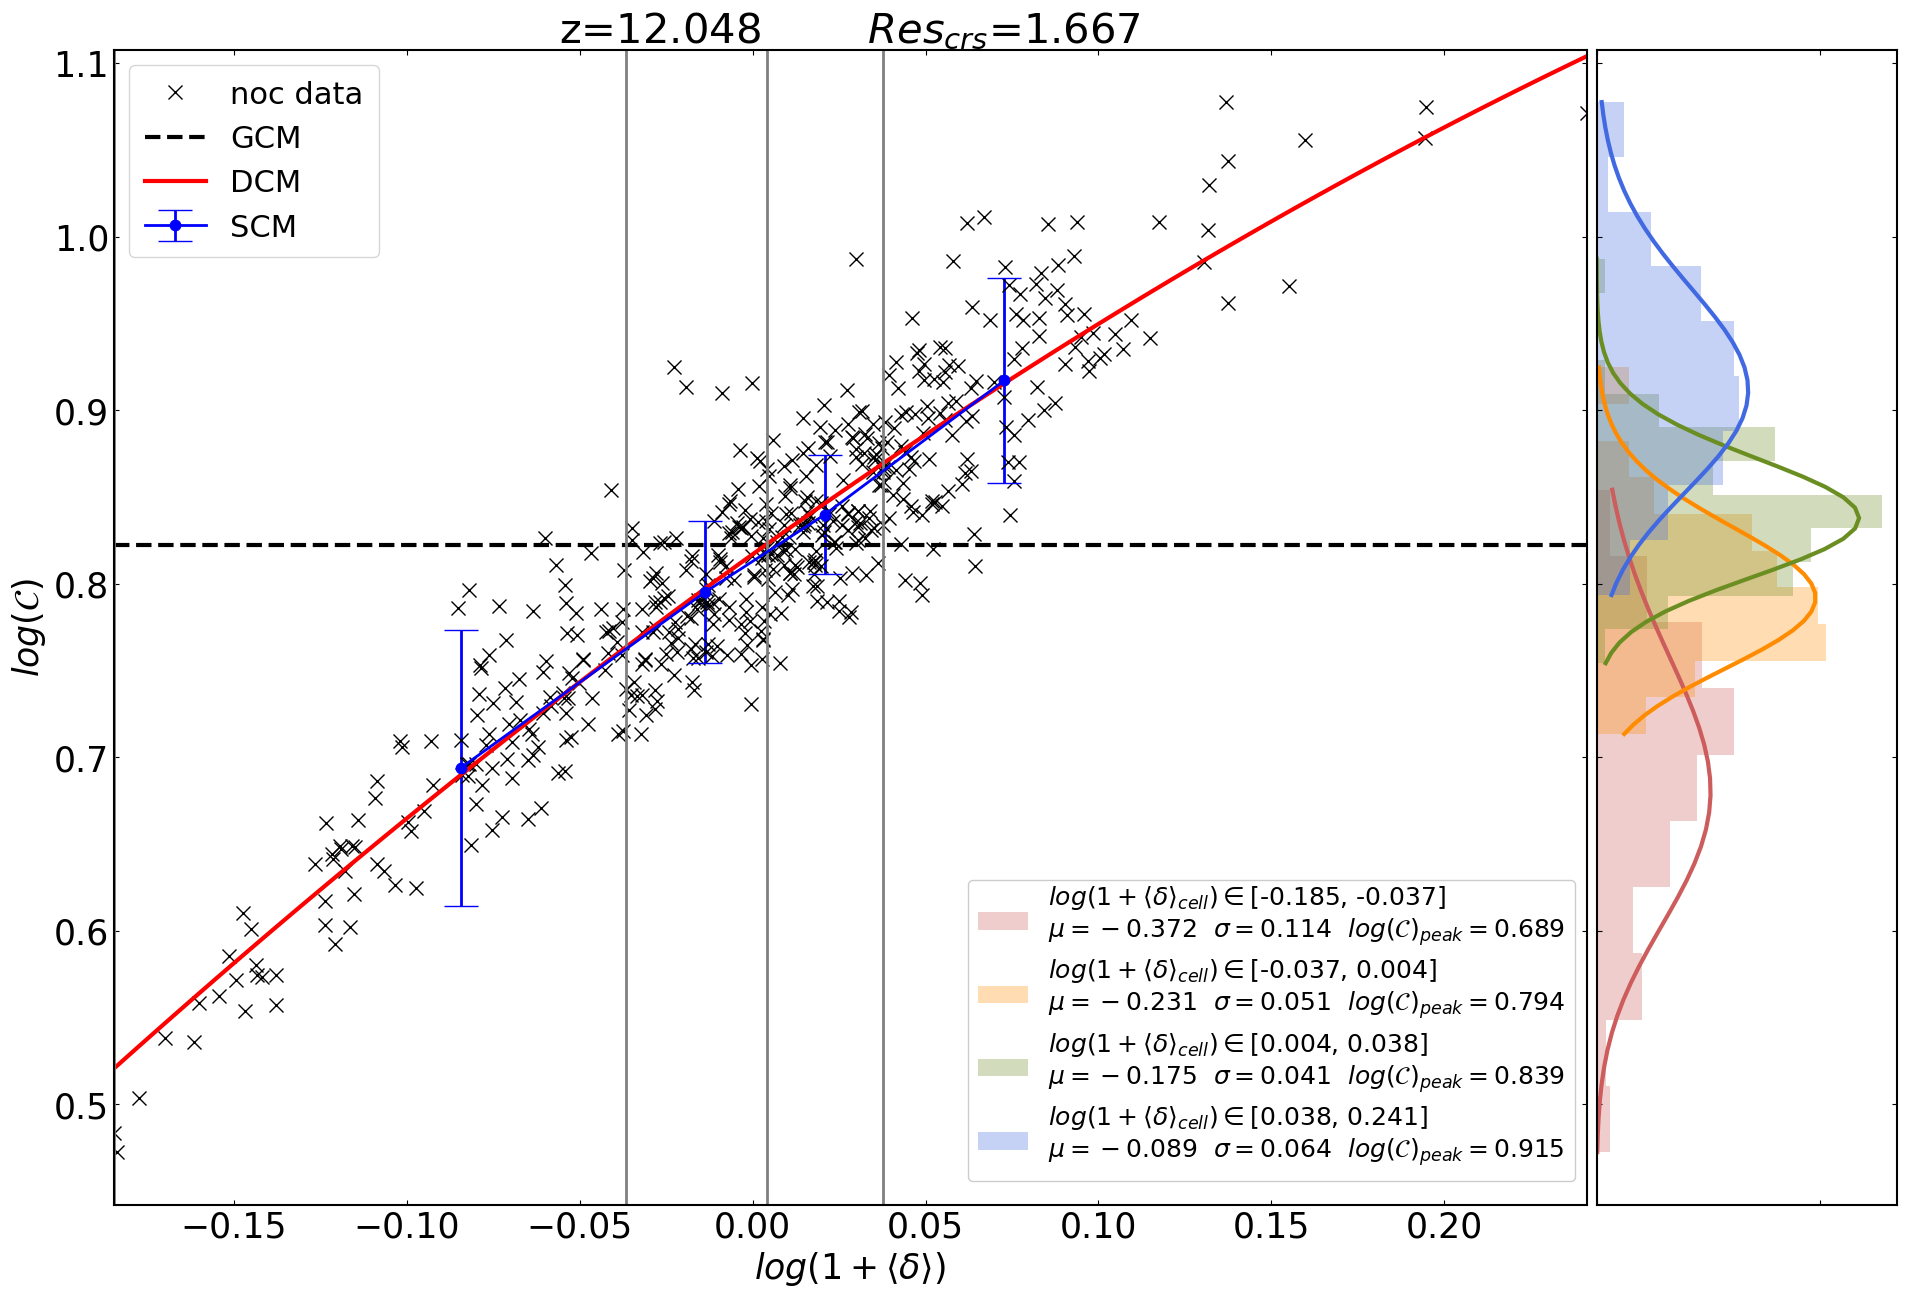 z=12.048 Res_crs=1.667
1.1
1.0
0.9
0.8
0.7
0.6
0.5
log(𝒞)
noc data
GCM
DCM
SCM
log(1 + ⟨δ⟩_cell) ∈ [-0.185, -0.037]
μ = −0.372 σ = 0.114 log(𝒞)_peak = 0.689
log(1 + ⟨δ⟩_cell) ∈ [-0.037, 0.004]
μ = −0.231 σ = 0.051 log(𝒞)_peak = 0.794
log(1 + ⟨δ⟩_cell) ∈ [0.004, 0.038]
μ = −0.175 σ = 0.041 log(𝒞)_peak = 0.839
log(1 + ⟨δ⟩_cell) ∈ [0.038, 0.241]
μ = −0.089 σ = 0.064 log(𝒞)_peak = 0.915
−0.15 −0.10 −0.05 0.00 0.05 0.10 0.15 0.20
log(1 + ⟨δ⟩)